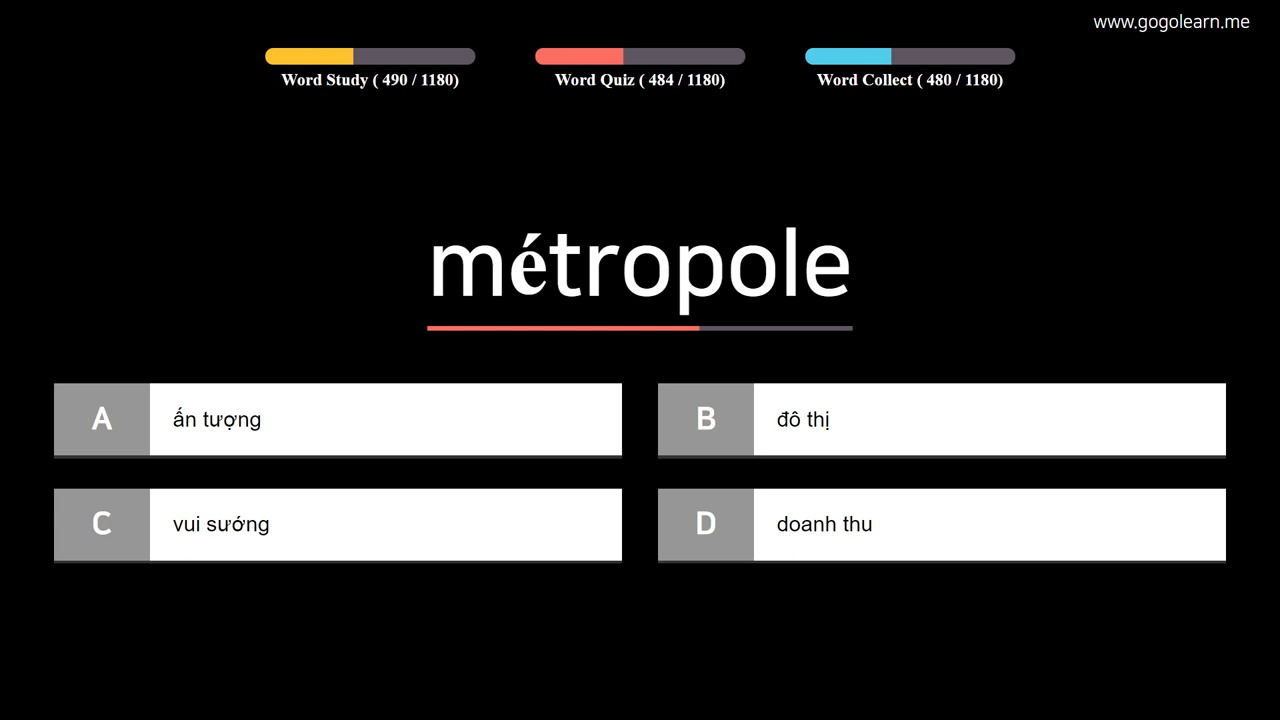 www.gogolearn.me
Word Study ( 490 / 1180)
Word Quiz ( 484 / 1180)
Word Collect ( 480 / 1180)
métropole
A
ấn tượng
B
đô thị
C
vui sướng
D
doanh thu